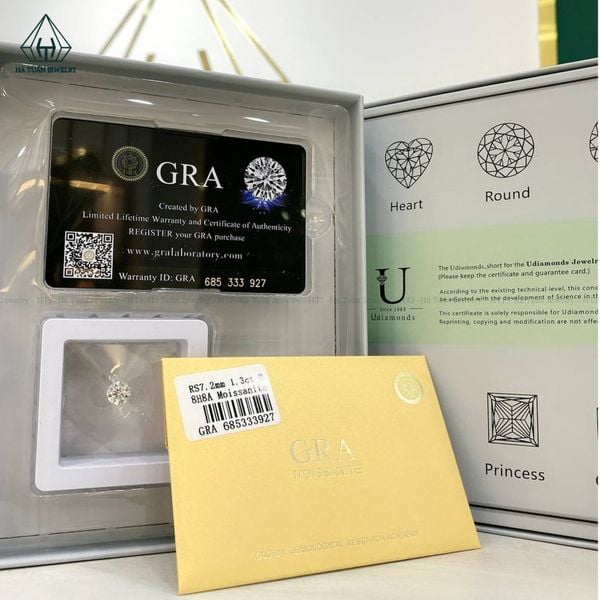 HA TUẤN JEWELRY
GRA
GRA
Created by GRA
Limited Lifetime Warranty and Certificate of Authenticity
REGISTER your GRA purchase
www.gralaboratory.com
Warranty ID: GRA 685 333 927
Heart
Round
The Udiamonds,short for the Udiamonds Jewelr
(Please keep the certificate and guarantee card.)
According to the existing technical level, this conc
be adjusted with the development of Science in th
This certificate is solely responsible for Udiamond
Reprinting, copying and modification are not effe
U
Since 1993
Udiamonds
Princess
RS7.2mm 1.3ct
8H8A Moissanite
GRA 685333927
GRA
MOISSANITE
GLOBAL GEMOLOGICAL RESEARCH ACADEMY